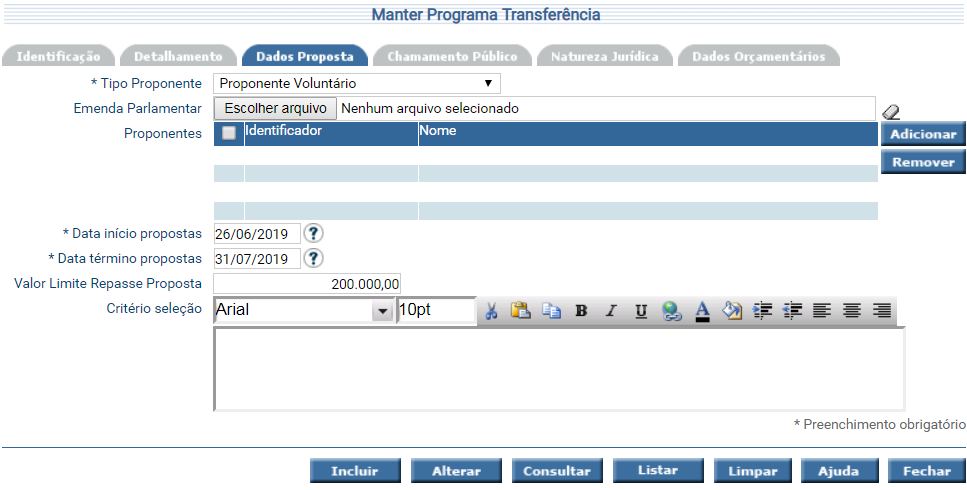 Manter Programa Transferência
Identificação Detalhamento Dados Proposta Chamamento Público Natureza Jurídica Dados Orçamentários
* Tipo Proponente Proponente Voluntário
Emenda Parlamentar Escolher arquivo Nenhum arquivo selecionado
Proponentes Identificador Nome Adicionar
Remover
* Data início propostas 26/06/2019 ?
* Data término propostas 31/07/2019 ?
Valor Limite Repasse Proposta 200.000,00
Critério seleção Arial 10pt B I U A
* Preenchimento obrigatório
Incluir Alterar Consultar Listar Limpar Ajuda Fechar